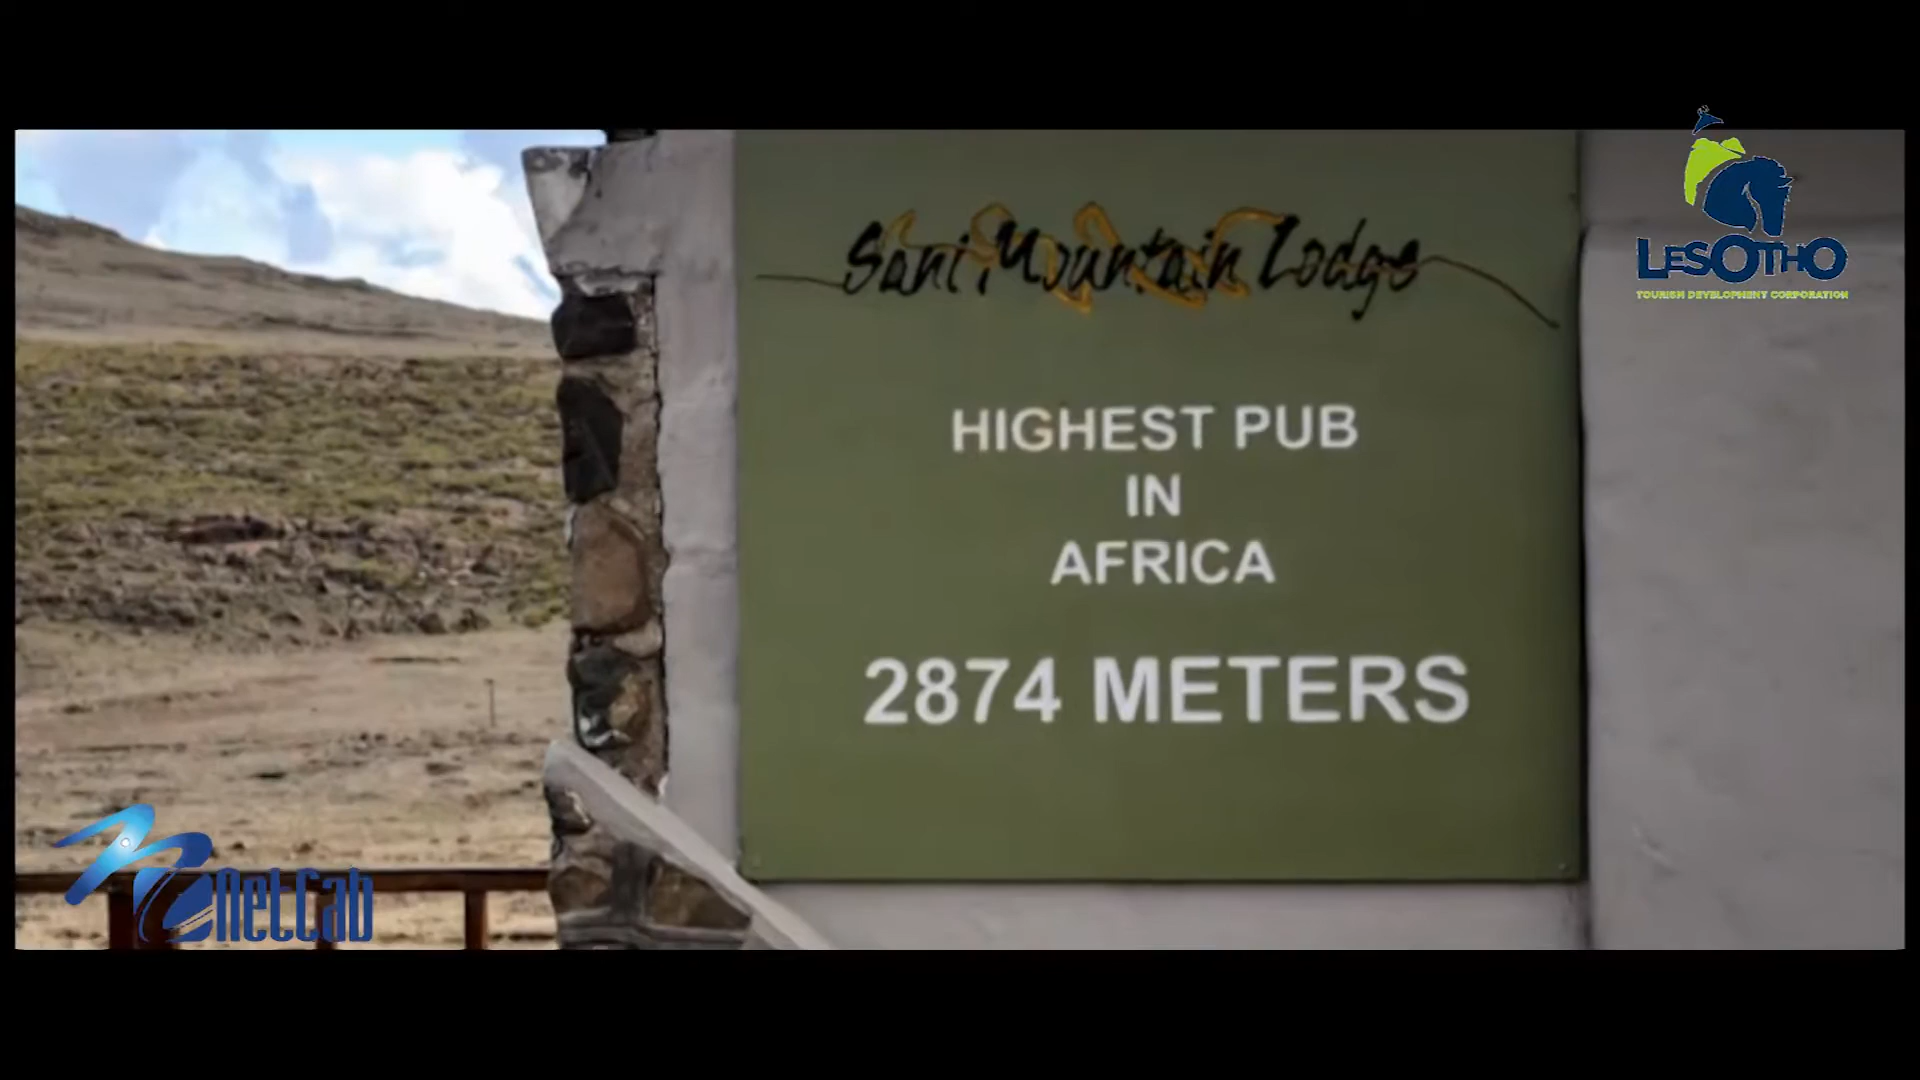 Sani Mountain Lodge
HIGHEST PUB
IN
AFRICA
2874 METERS
LESOTHO
TOURISM DEVELOPMENT CORPORATION
netCab